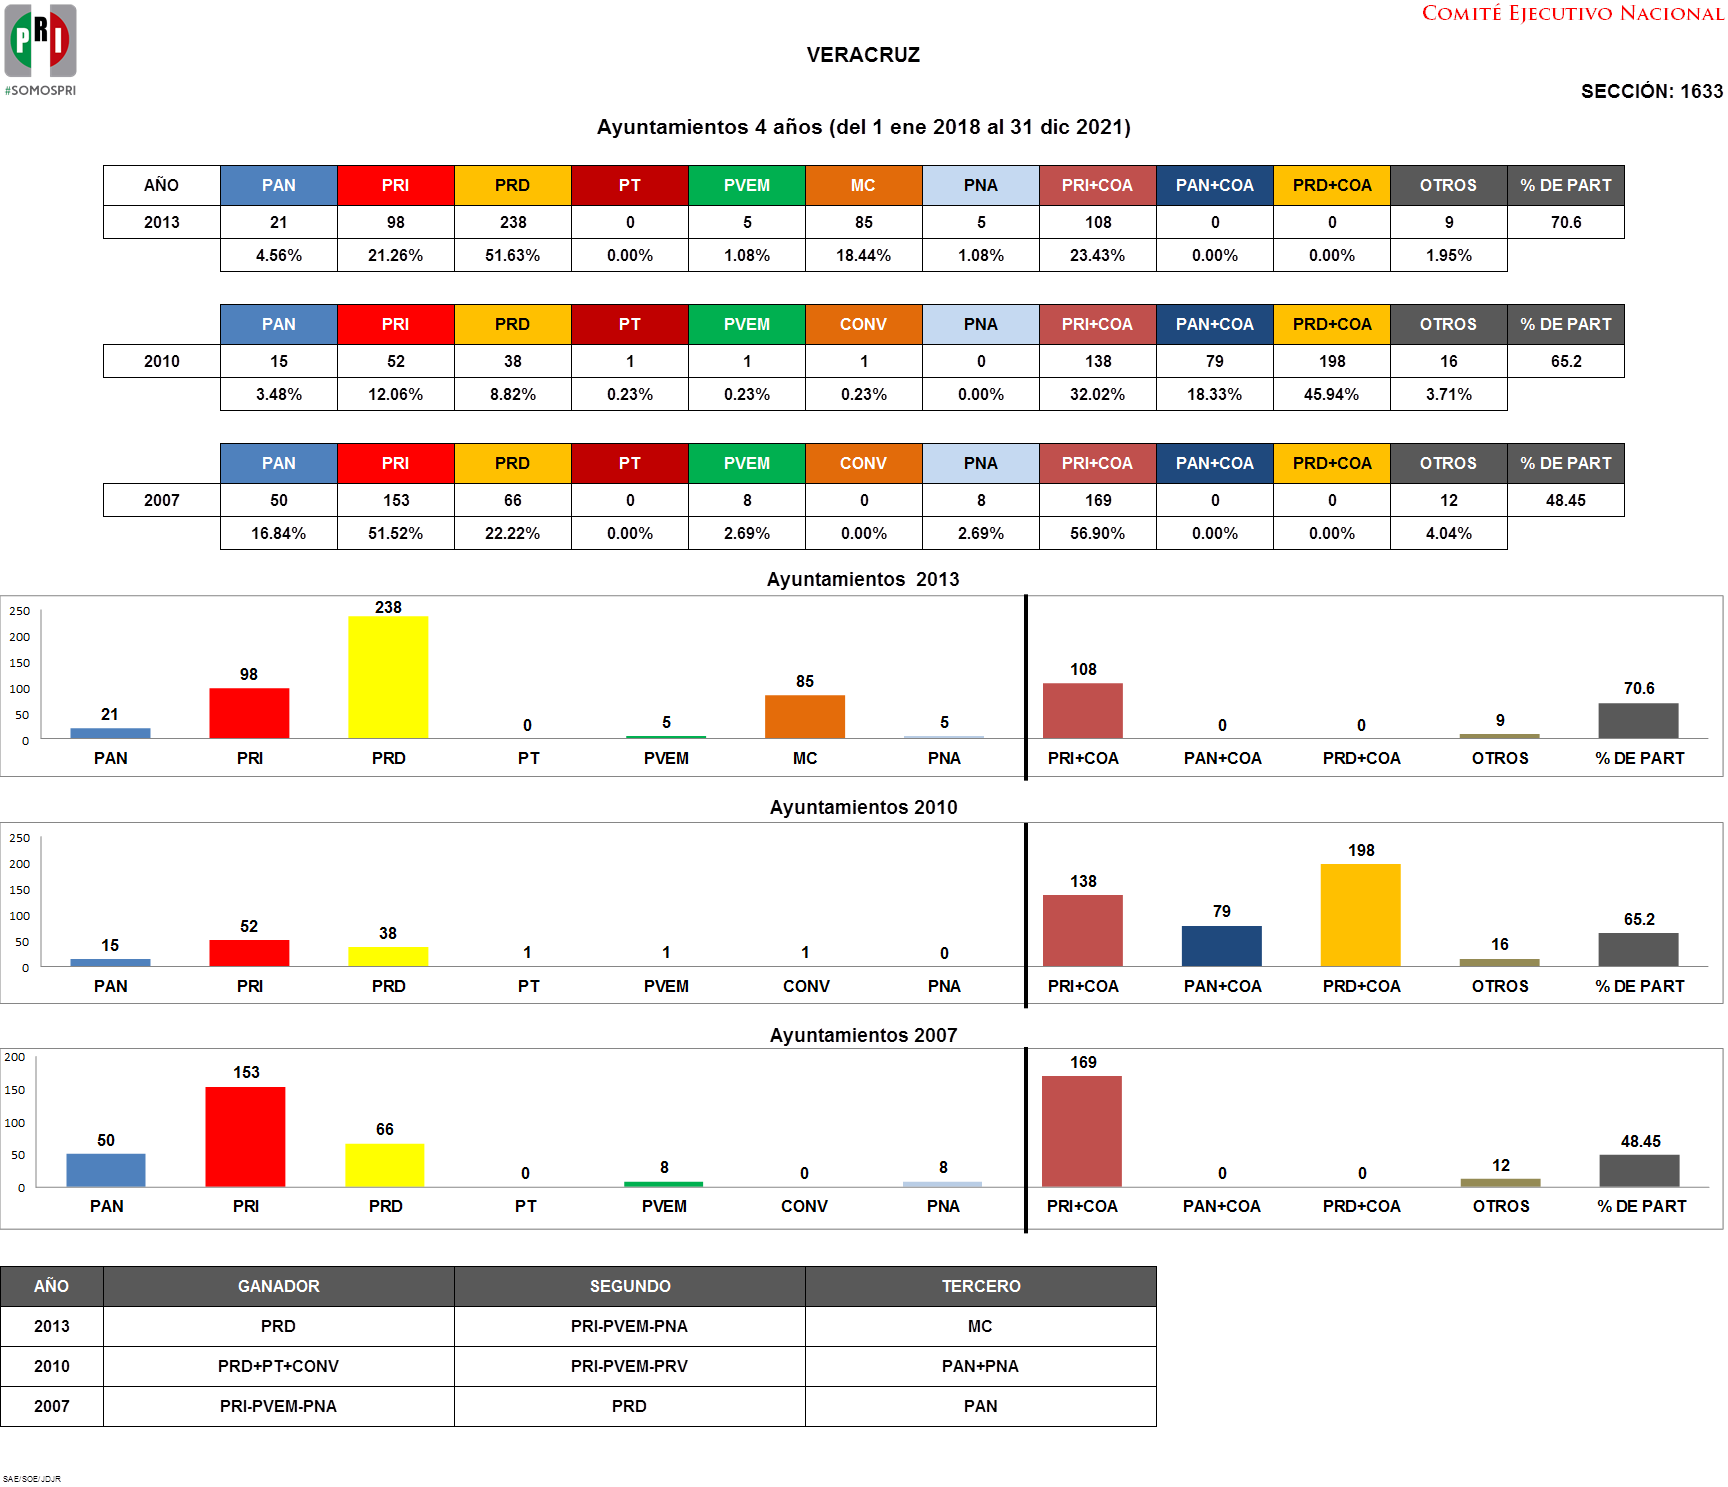 COMITÉ EJECUTIVO NACIONAL
PRI
#SOMOSPRI
VERACRUZ
SECCIÓN: 1633
Ayuntamientos 4 años (del 1 ene 2018 al 31 dic 2021)
AÑO PAN PRI PRD PT PVEM MC PNA PRI+COA PAN+COA PRD+COA OTROS % DE PART
2013 21 98 238 0 5 85 5 108 0 0 9 70.6
4.56% 21.26% 51.63% 0.00% 1.08% 18.44% 1.08% 23.43% 0.00% 0.00% 1.95%
PAN PRI PRD PT PVEM CONV PNA PRI+COA PAN+COA PRD+COA OTROS % DE PART
2010 15 52 38 1 1 1 0 138 79 198 16 65.2
3.48% 12.06% 8.82% 0.23% 0.23% 0.23% 0.00% 32.02% 18.33% 45.94% 3.71%
PAN PRI PRD PT PVEM CONV PNA PRI+COA PAN+COA PRD+COA OTROS % DE PART
2007 50 153 66 0 8 0 8 169 0 0 12 48.45
16.84% 51.52% 22.22% 0.00% 2.69% 0.00% 2.69% 56.90% 0.00% 0.00% 4.04%
Ayuntamientos 2013
250
200
150
100
50
0
21 98 238 0 5 85 5 108 0 0 9 70.6
PAN PRI PRD PT PVEM MC PNA PRI+COA PAN+COA PRD+COA OTROS % DE PART
Ayuntamientos 2010
250
200
150
100
50
0
15 52 38 1 1 1 0 138 79 198 16 65.2
PAN PRI PRD PT PVEM CONV PNA PRI+COA PAN+COA PRD+COA OTROS % DE PART
Ayuntamientos 2007
200
150
100
50
0
50 153 66 0 8 0 8 169 0 0 12 48.45
PAN PRI PRD PT PVEM CONV PNA PRI+COA PAN+COA PRD+COA OTROS % DE PART
AÑO GANADOR SEGUNDO TERCERO
2013 PRD PRI-PVEM-PNA MC
2010 PRD+PT+CONV PRI-PVEM-PRV PAN+PNA
2007 PRI-PVEM-PNA PRD PAN
SAE/SOE/JDJR